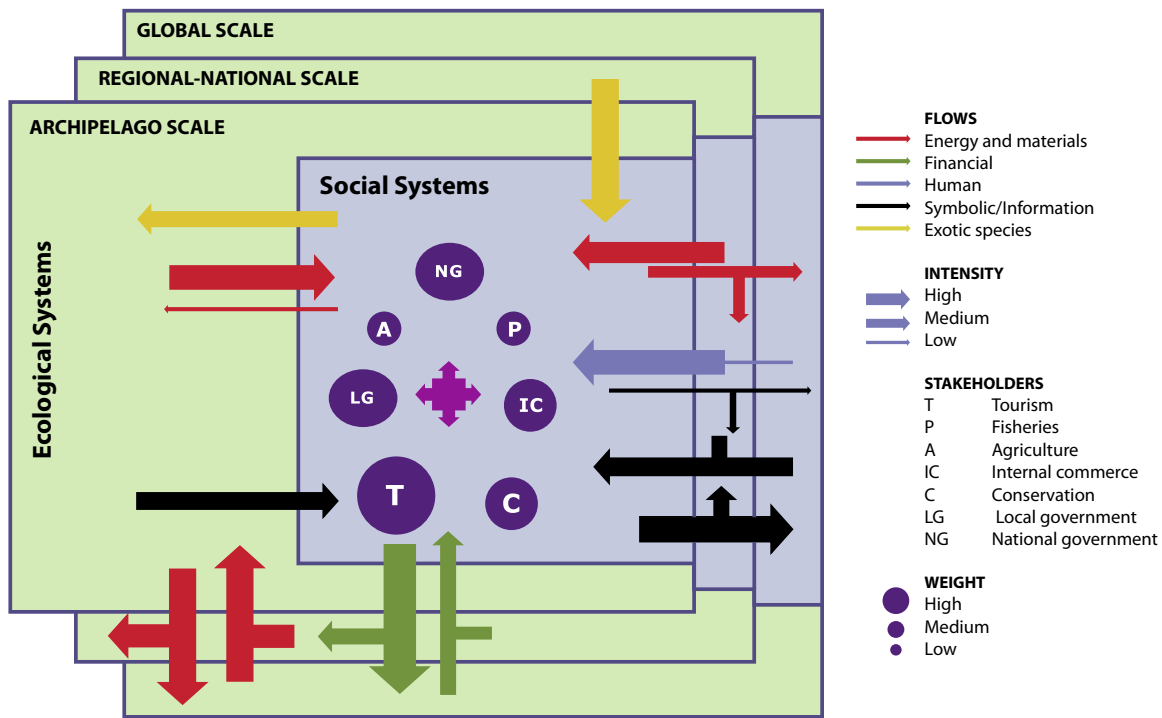 GLOBAL SCALE
REGIONAL-NATIONAL SCALE
ARCHIPELAGO SCALE
Ecological Systems
Social Systems
NG
A
P
LG
IC
T
C
FLOWS
Energy and materials
Financial
Human
Symbolic/Information
Exotic species
INTENSITY
High
Medium
Low
STAKEHOLDERS
T Tourism
P Fisheries
A Agriculture
IC Internal commerce
C Conservation
LG Local government
NG National government
WEIGHT
High
Medium
Low